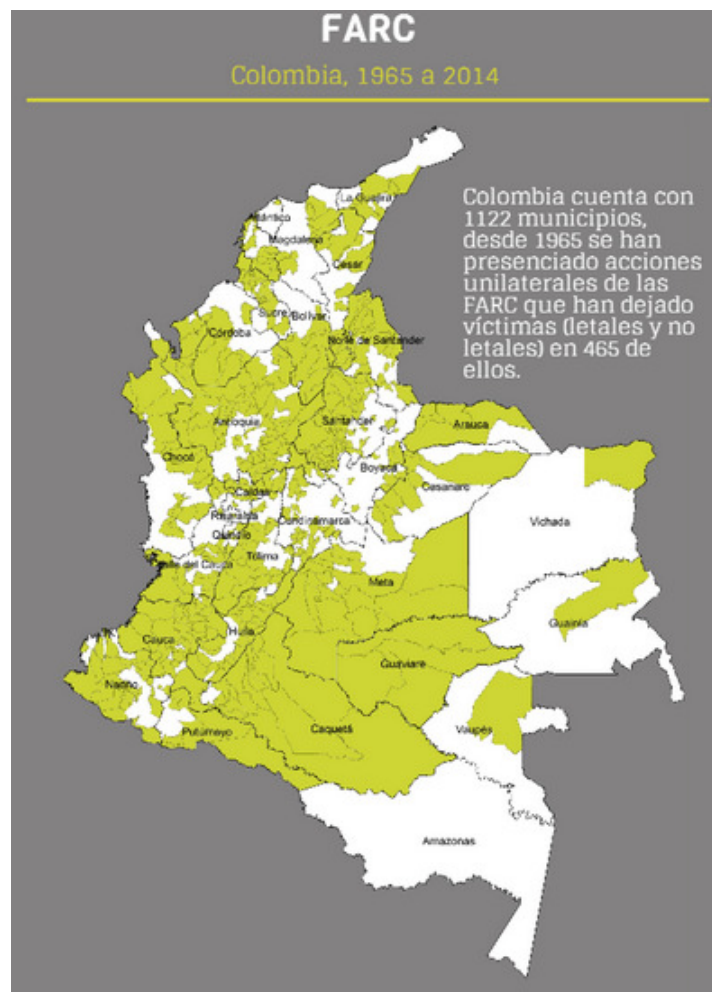 FARC
Colombia, 1965 a 2014
Colombia cuenta con
1122 municipios,
desde 1965 se han
presenciado acciones
unilaterales de las
FARC que han dejado
víctimas (letales y no
letales) en 465 de
ellos.
La Guajira
Atlántico
Magdalena
Cesar
Sucre
Bolívar
Córdoba
Norte de Santander
Antioquia
Santander
Arauca
Chocó
Boyacá
Casanare
Caldas
Risaralda
Cundinamarca
Vichada
Quindío
Tolima
Valle del Cauca
Meta
Guainía
Cauca
Huila
Guaviare
Nariño
Caquetá
Vaupés
Putumayo
Amazonas